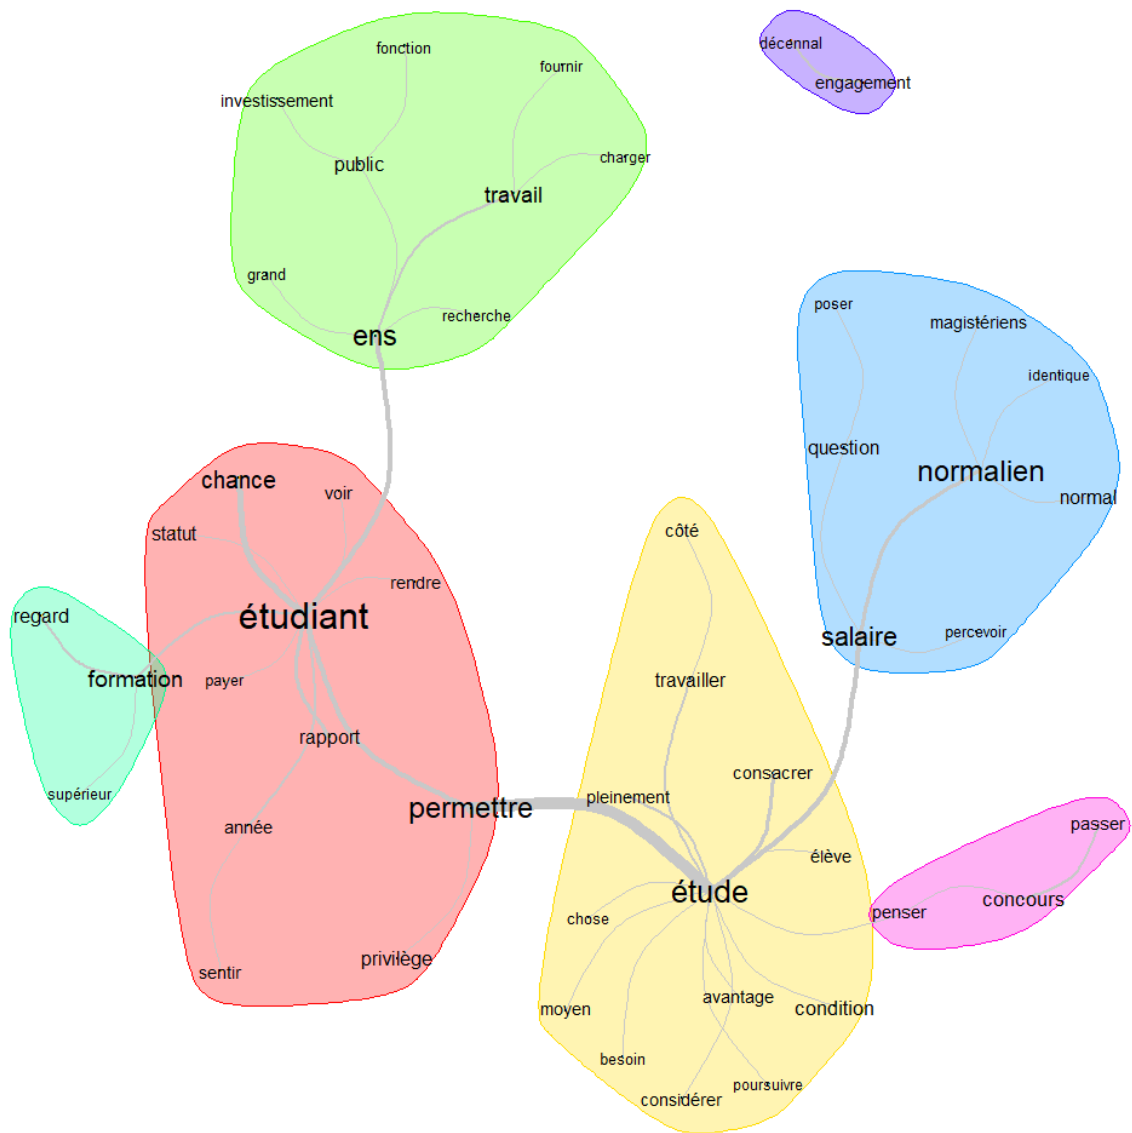 décennal
engagement
fonction
fournir
investissement
public
charger
travail
grand
recherche
ens
poser
magistériens
identique
question
normalien
normal
salaire
percevoir
chance
voir
statut
rendre
étudiant
regard
formation
payer
rapport
supérieur
permettre
année
sentir
privilège
côté
travailler
consacrer
pleinement
élève
étude
chose
avantage
moyen
condition
besoin
poursuivre
considérer
passer
concours
penser